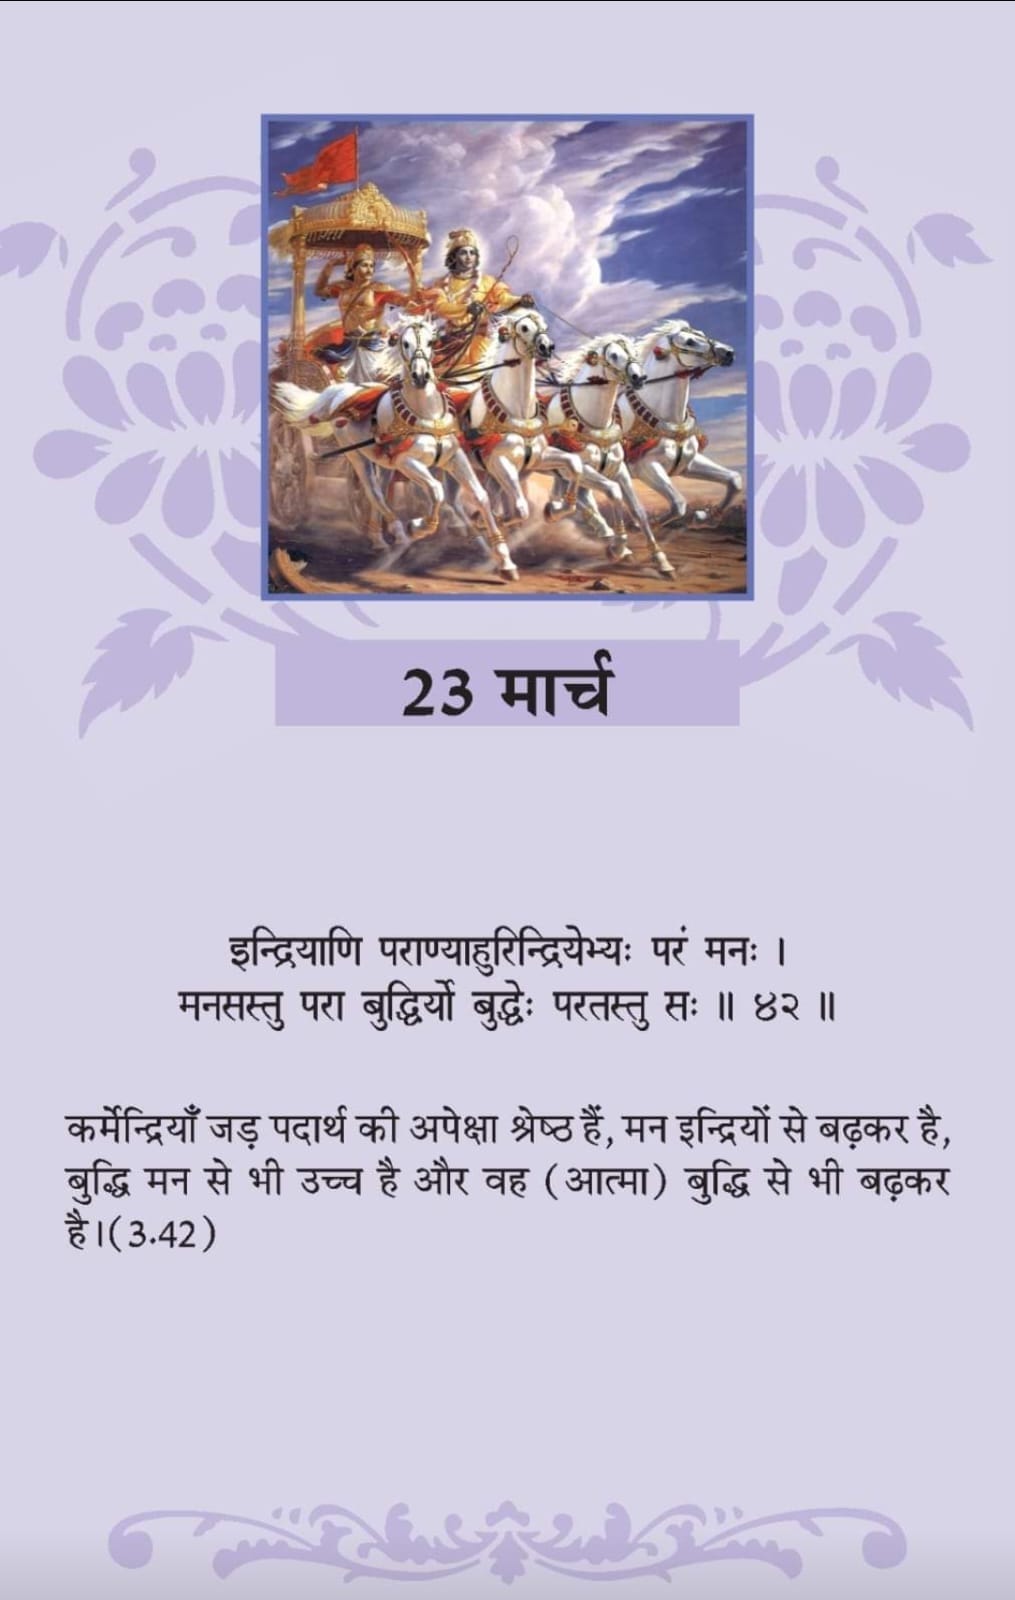 23 मार्च
इन्द्रियाणि पराण्याहुरिन्द्रियेभ्यः परं मनः ।
मनसस्तु परा बुद्धिर्यो बुद्धेः परतस्तु सः ॥ ४२ ॥
कर्मेन्द्रियाँ जड़ पदार्थ की अपेक्षा श्रेष्ठ हैं, मन इन्द्रियों से बढ़कर है,
बुद्धि मन से भी उच्च है और वह (आत्मा) बुद्धि से भी बढ़कर
है।(3.42)